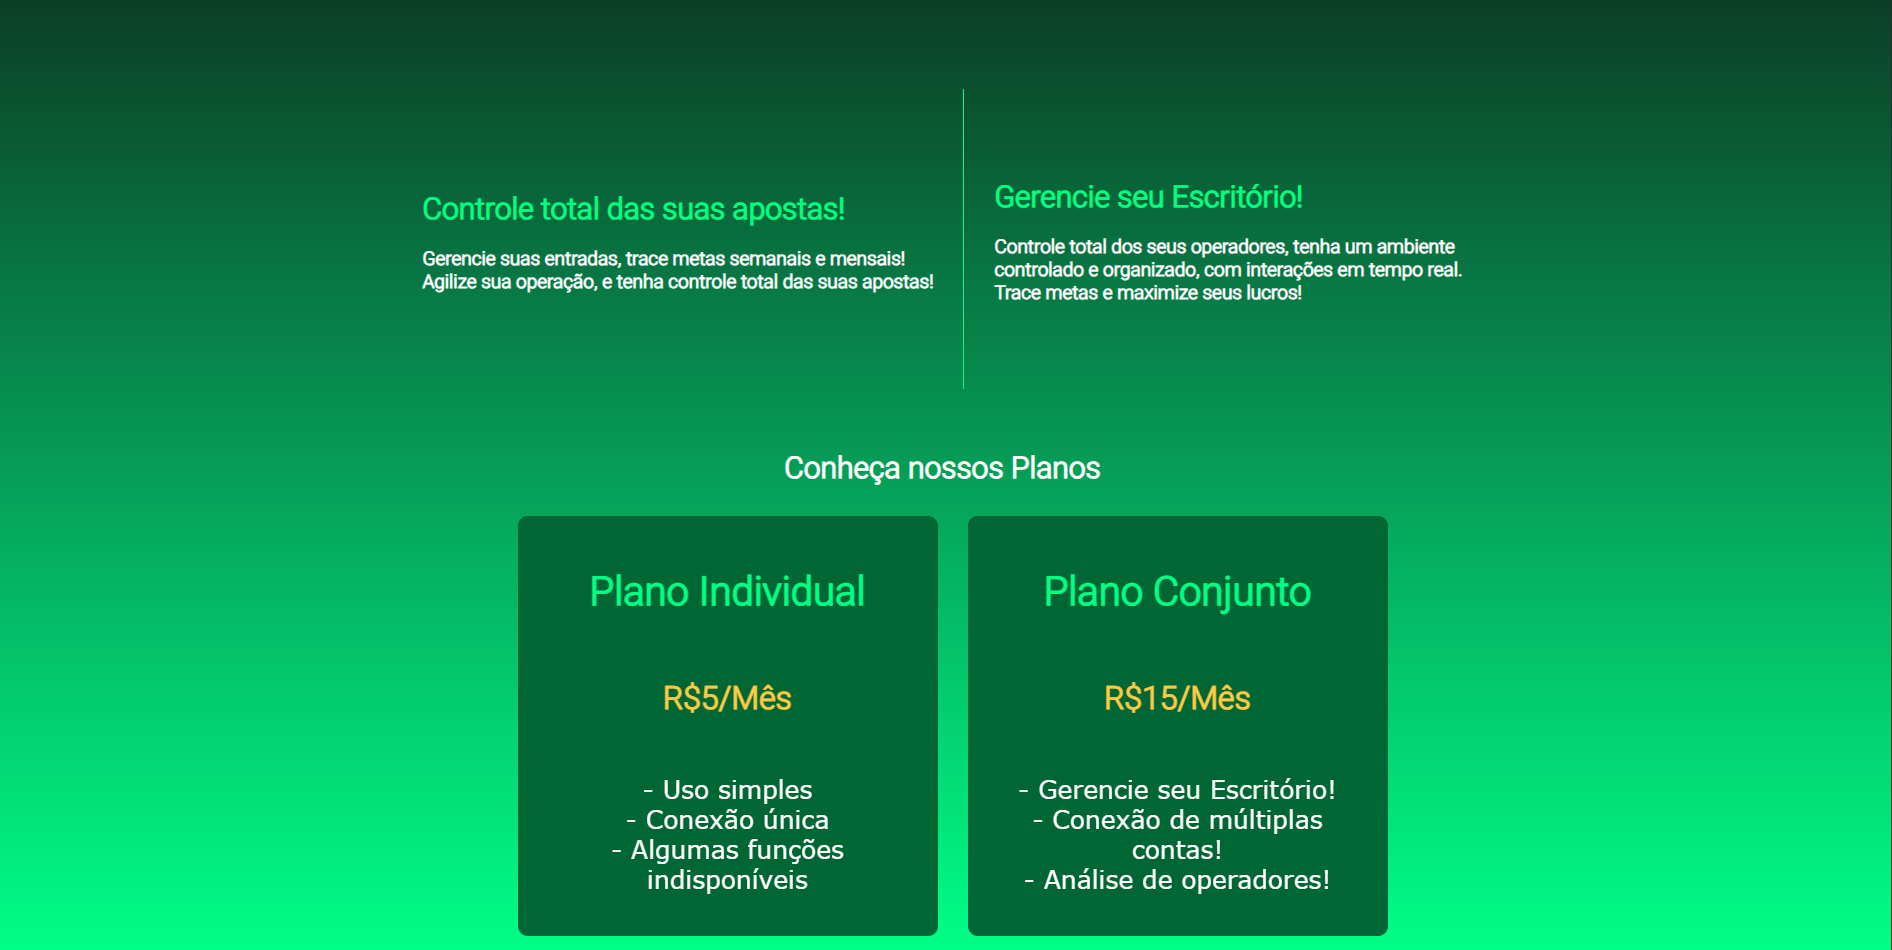 Controle total das suas apostas!
Gerencie suas entradas, trace metas semanais e mensais!
Agilize sua operação, e tenha controle total das suas apostas!
Gerencie seu Escritório!
Controle total dos seus operadores, tenha um ambiente
controlado e organizado, com interações em tempo real.
Trace metas e maximize seus lucros!
Conheça nossos Planos
Plano Individual
R$5/Mês
- Uso simples
- Conexão única
- Algumas funções
indisponíveis
Plano Conjunto
R$15/Mês
- Gerencie seu Escritório!
- Conexão de múltiplas
contas!
- Análise de operadores!